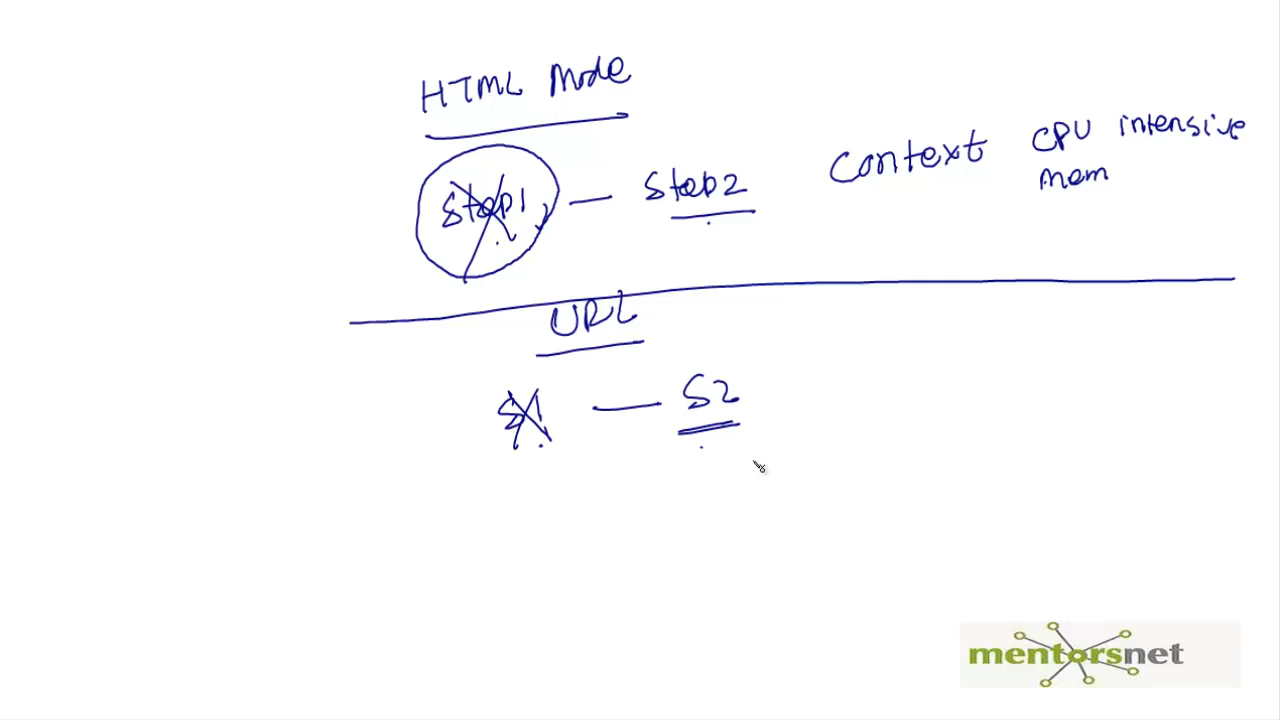 HTML Mode
Step1 — Step2
Context CPU intensive
mem
URL
S1 — S2
mentorsnet